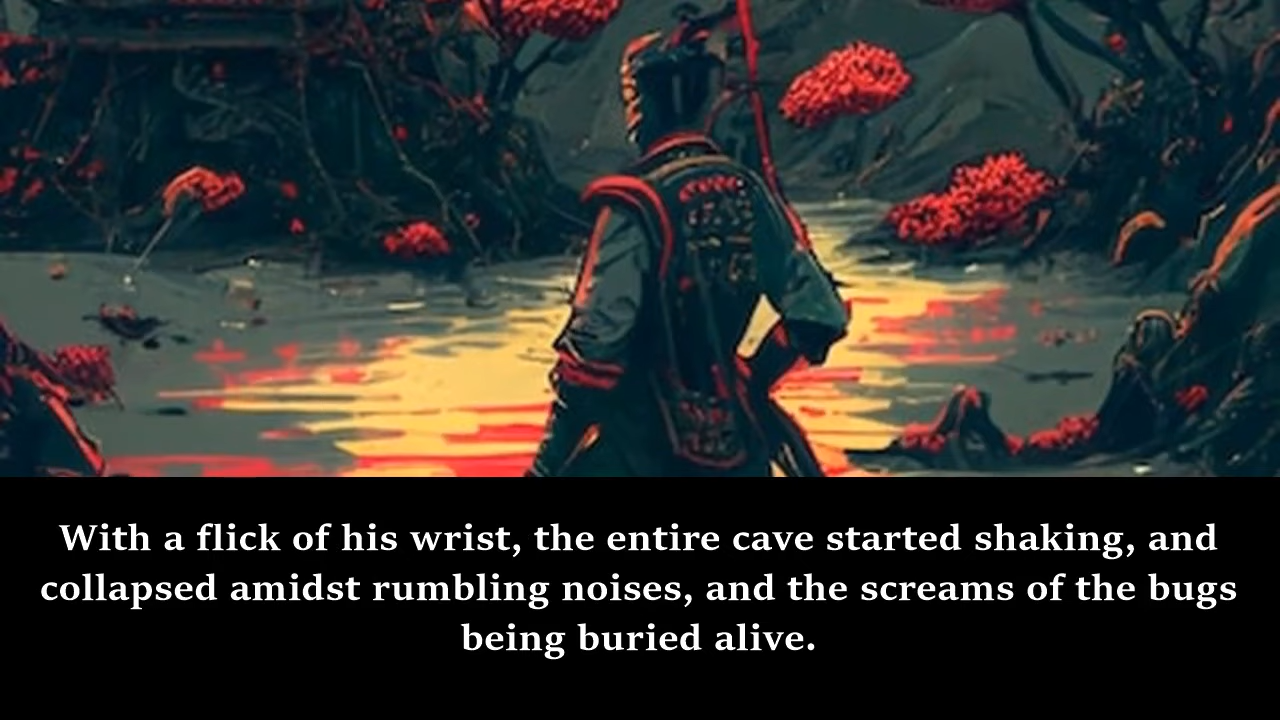 With a flick of his wrist, the entire cave started shaking, and
collapsed amidst rumbling noises, and the screams of the bugs
being buried alive.